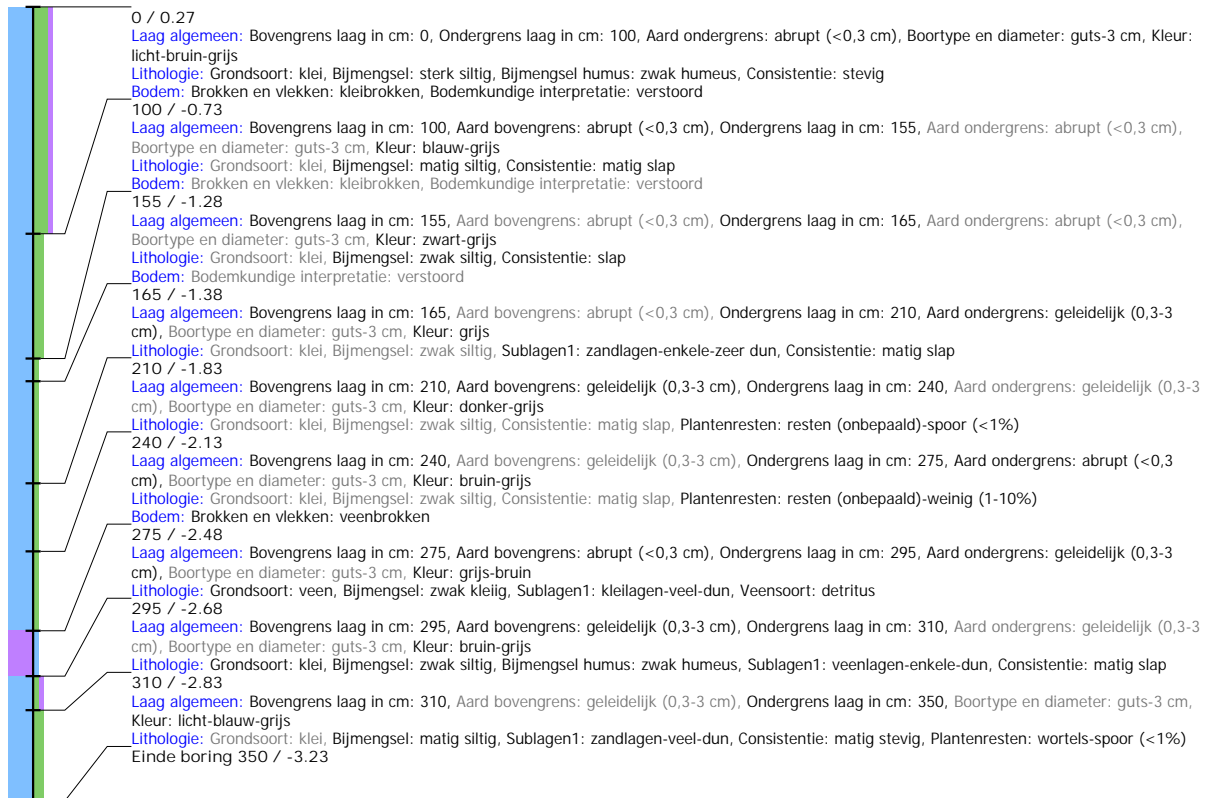 0 / 0.27
Laag algemeen: Bovengrens laag in cm: 0, Ondergrens laag in cm: 100, Aard ondergrens: abrupt (<0,3 cm), Boortype en diameter: guts-3 cm, Kleur:
licht-bruin-grijs
Lithologie: Grondsoort: klei, Bijmengsel: sterk siltig, Bijmengsel humus: zwak humeus, Consistentie: stevig
Bodem: Brokken en vlekken: kleibrokken, Bodemkundige interpretatie: verstoord
100 / -0.73
Laag algemeen: Bovengrens laag in cm: 100, Aard bovengrens: abrupt (<0,3 cm), Ondergrens laag in cm: 155, Aard ondergrens: abrupt (<0,3 cm),
Boortype en diameter: guts-3 cm, Kleur: blauw-grijs
Lithologie: Grondsoort: klei, Bijmengsel: matig siltig, Consistentie: matig slap
Bodem: Brokken en vlekken: kleibrokken, Bodemkundige interpretatie: verstoord
155 / -1.28
Laag algemeen: Bovengrens laag in cm: 155, Aard bovengrens: abrupt (<0,3 cm), Ondergrens laag in cm: 165, Aard ondergrens: abrupt (<0,3 cm),
Boortype en diameter: guts-3 cm, Kleur: zwart-grijs
Lithologie: Grondsoort: klei, Bijmengsel: zwak siltig, Consistentie: slap
Bodem: Bodemkundige interpretatie: verstoord
165 / -1.38
Laag algemeen: Bovengrens laag in cm: 165, Aard bovengrens: abrupt (<0,3 cm), Ondergrens laag in cm: 210, Aard ondergrens: geleidelijk (0,3-3
cm), Boortype en diameter: guts-3 cm, Kleur: grijs
Lithologie: Grondsoort: klei, Bijmengsel: zwak siltig, Sublagen1: zandlagen-enkele-zeer dun, Consistentie: matig slap
210 / -1.83
Laag algemeen: Bovengrens laag in cm: 210, Aard bovengrens: geleidelijk (0,3-3 cm), Ondergrens laag in cm: 240, Aard ondergrens: geleidelijk (0,3-3
cm), Boortype en diameter: guts-3 cm, Kleur: donker-grijs
Lithologie: Grondsoort: klei, Bijmengsel: zwak siltig, Consistentie: matig slap, Plantenresten: resten (onbepaald)-spoor (<1%)
240 / -2.13
Laag algemeen: Bovengrens laag in cm: 240, Aard bovengrens: geleidelijk (0,3-3 cm), Ondergrens laag in cm: 275, Aard ondergrens: abrupt (<0,3
cm), Boortype en diameter: guts-3 cm, Kleur: bruin-grijs
Lithologie: Grondsoort: klei, Bijmengsel: zwak siltig, Consistentie: matig slap, Plantenresten: resten (onbepaald)-weinig (1-10%)
Bodem: Brokken en vlekken: veenbrokken
275 / -2.48
Laag algemeen: Bovengrens laag in cm: 275, Aard bovengrens: abrupt (<0,3 cm), Ondergrens laag in cm: 295, Aard ondergrens: geleidelijk (0,3-3
cm), Boortype en diameter: guts-3 cm, Kleur: grijs-bruin
Lithologie: Grondsoort: veen, Bijmengsel: zwak kleiig, Sublagen1: kleilagen-veel-dun, Veensoort: detritus
295 / -2.68
Laag algemeen: Bovengrens laag in cm: 295, Aard bovengrens: geleidelijk (0,3-3 cm), Ondergrens laag in cm: 310, Aard ondergrens: geleidelijk (0,3-3
cm), Boortype en diameter: guts-3 cm, Kleur: bruin-grijs
Lithologie: Grondsoort: klei, Bijmengsel: zwak siltig, Bijmengsel humus: zwak humeus, Sublagen1: veenlagen-enkele-dun, Consistentie: matig slap
310 / -2.83
Laag algemeen: Bovengrens laag in cm: 310, Aard bovengrens: geleidelijk (0,3-3 cm), Ondergrens laag in cm: 350, Boortype en diameter: guts-3 cm,
Kleur: licht-blauw-grijs
Lithologie: Grondsoort: klei, Bijmengsel: matig siltig, Sublagen1: zandlagen-veel-dun, Consistentie: matig stevig, Plantenresten: wortels-spoor (<1%)
Einde boring 350 / -3.23